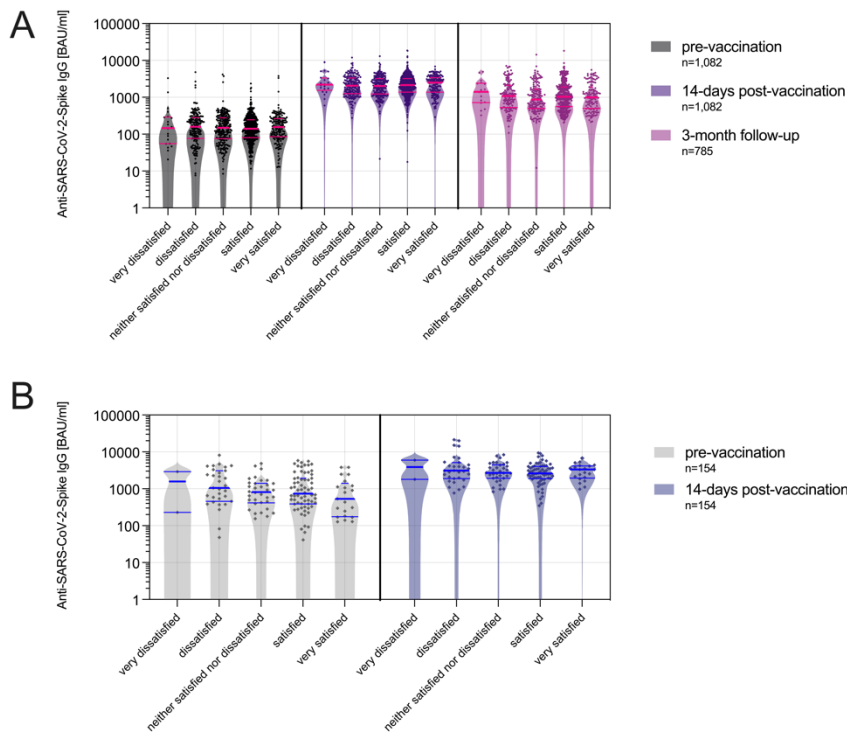 A
Anti-SARS-CoV-2-Spike IgG [BAU/ml]
100000
10000
1000
100
10
1
very dissatisfied
dissatisfied
neither satisfied nor dissatisfied
satisfied
very satisfied
very dissatisfied
dissatisfied
neither satisfied nor dissatisfied
satisfied
very satisfied
very dissatisfied
dissatisfied
neither satisfied nor dissatisfied
satisfied
very satisfied
pre-vaccination
n=1,082
14-days post-vaccination
n=1,082
3-month follow-up
n=785
B
Anti-SARS-CoV-2-Spike IgG [BAU/ml]
100000
10000
1000
100
10
1
very dissatisfied
dissatisfied
neither satisfied nor dissatisfied
satisfied
very satisfied
very dissatisfied
dissatisfied
neither satisfied nor dissatisfied
satisfied
very satisfied
pre-vaccination
n=154
14-days post-vaccination
n=154